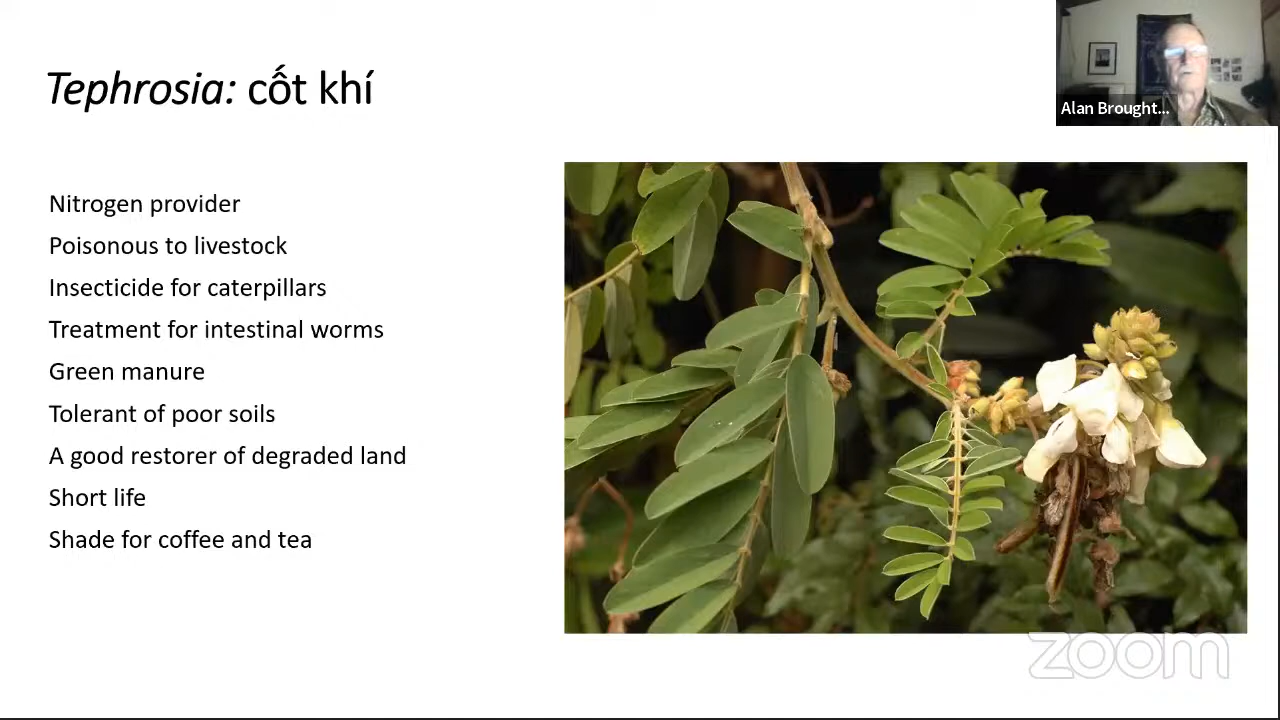 Tephrosia: cốt khí
Alan Brought...
Nitrogen provider
Poisonous to livestock
Insecticide for caterpillars
Treatment for intestinal worms
Green manure
Tolerant of poor soils
A good restorer of degraded land
Short life
Shade for coffee and tea
zoom